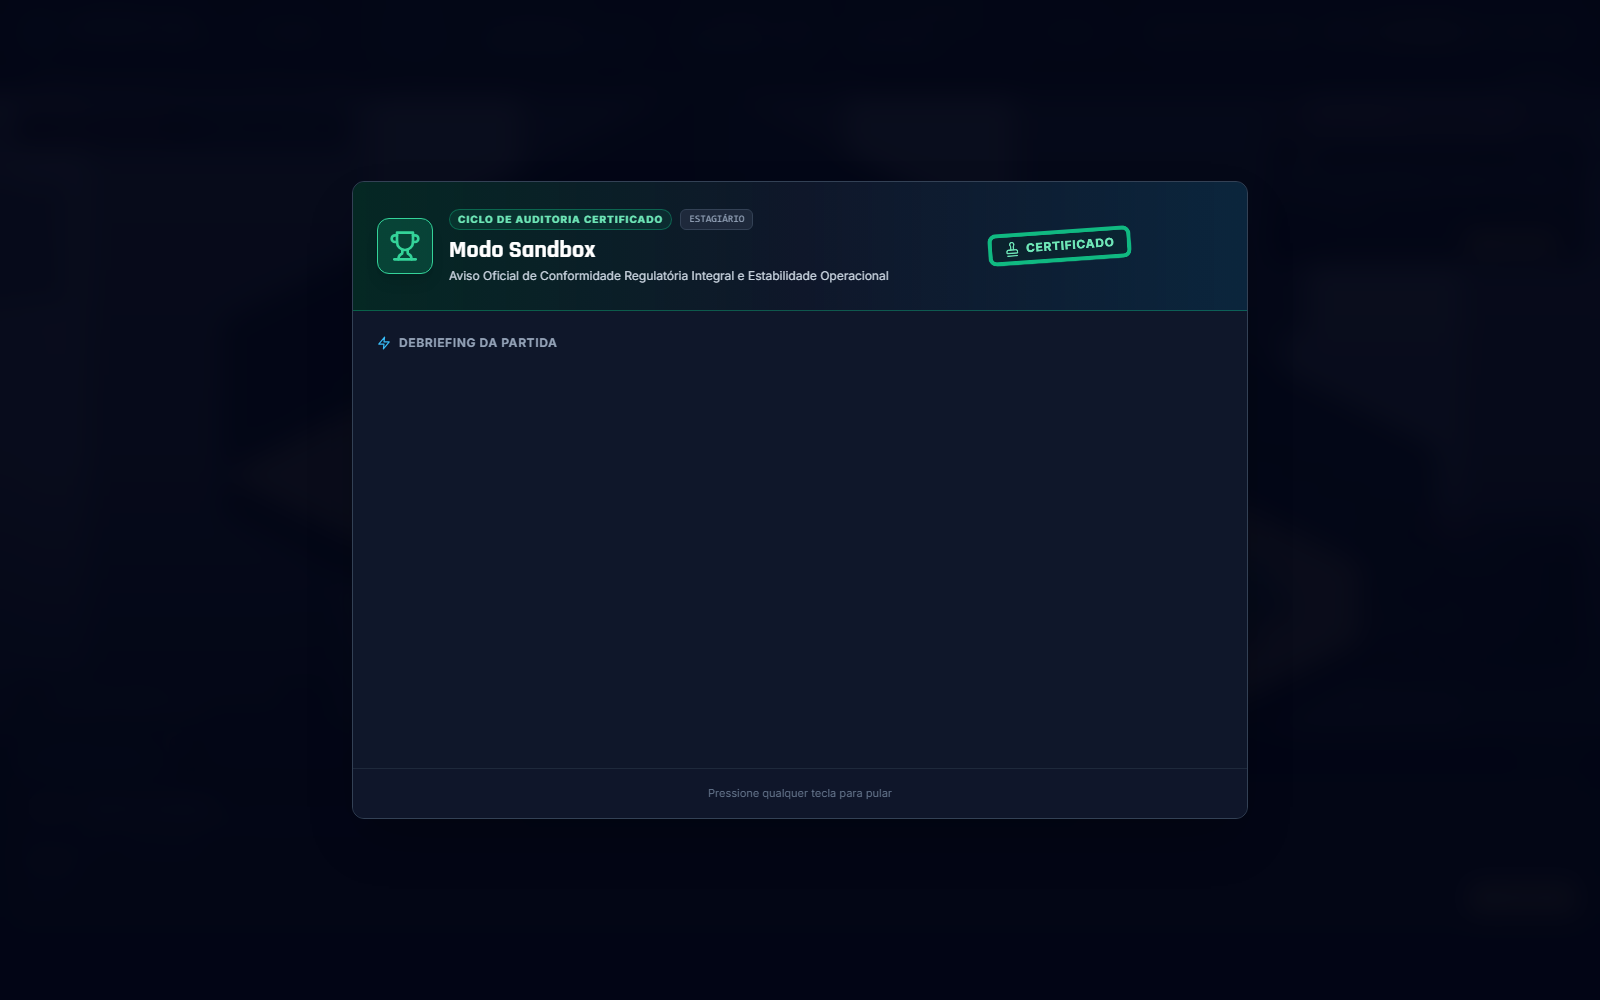 CICLO DE AUDITORIA CERTIFICADO
ESTAGIÁRIO
Modo Sandbox
Aviso Oficial de Conformidade Regulatória Integral e Estabilidade Operacional
CERTIFICADO
DEBRIEFING DA PARTIDA
Pressione qualquer tecla para pular